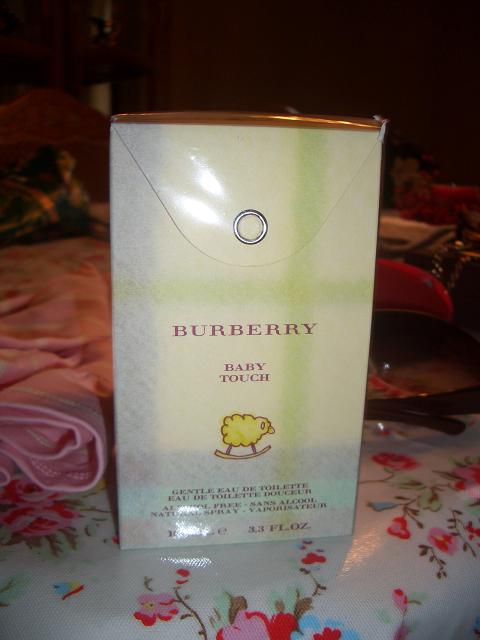 BURBERRY
BABY
TOUCH
GENTLE EAU DE TOILETTE
EAU DE TOILETTE DOUCEUR
ALCOHOL FREE - SANS ALCOOL
NATURAL SPRAY - VAPORISATEUR
e 3.3 FL.OZ